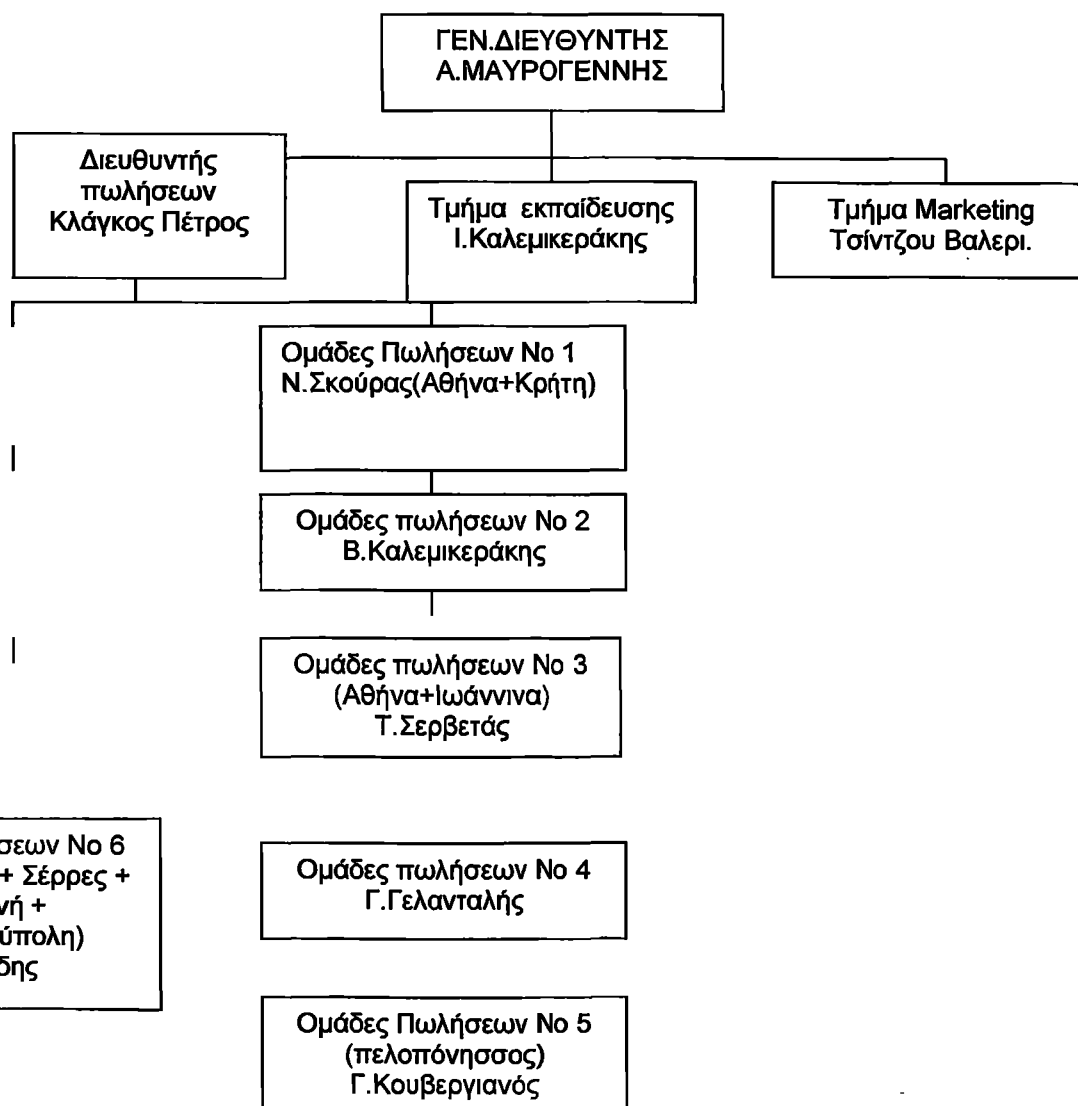 ΓΕΝ.ΔΙΕΥΘΥΝΤΗΣ
Α.ΜΑΥΡΟΓΕΝΝΗΣ
Διευθυντής
πωλήσεων
Κλάγκος Πέτρος
Τμήμα εκπαίδευσης
Ι.Καλεμικεράκης
Τμήμα Marketing
Τσίντζου Βαλερι.
Ομάδες Πωλήσεων Νο 1
Ν.Σκούρας(Αθήνα+Κρήτη)
Ομάδες πωλήσεων Νο 2
Β.Καλεμικεράκης
Ομάδες πωλήσεων Νο 3
(Αθήνα+Ιωάννινα)
Τ.Σερβετάς
σεων Νο 6
+ Σέρρες +
νή +
ύπολη)
δης
Ομάδες πωλήσεων Νο 4
Γ.Γελανταλής
Ομάδες Πωλήσεων Νο 5
(πελοπόνησσος)
Γ.Κουβεργιανός